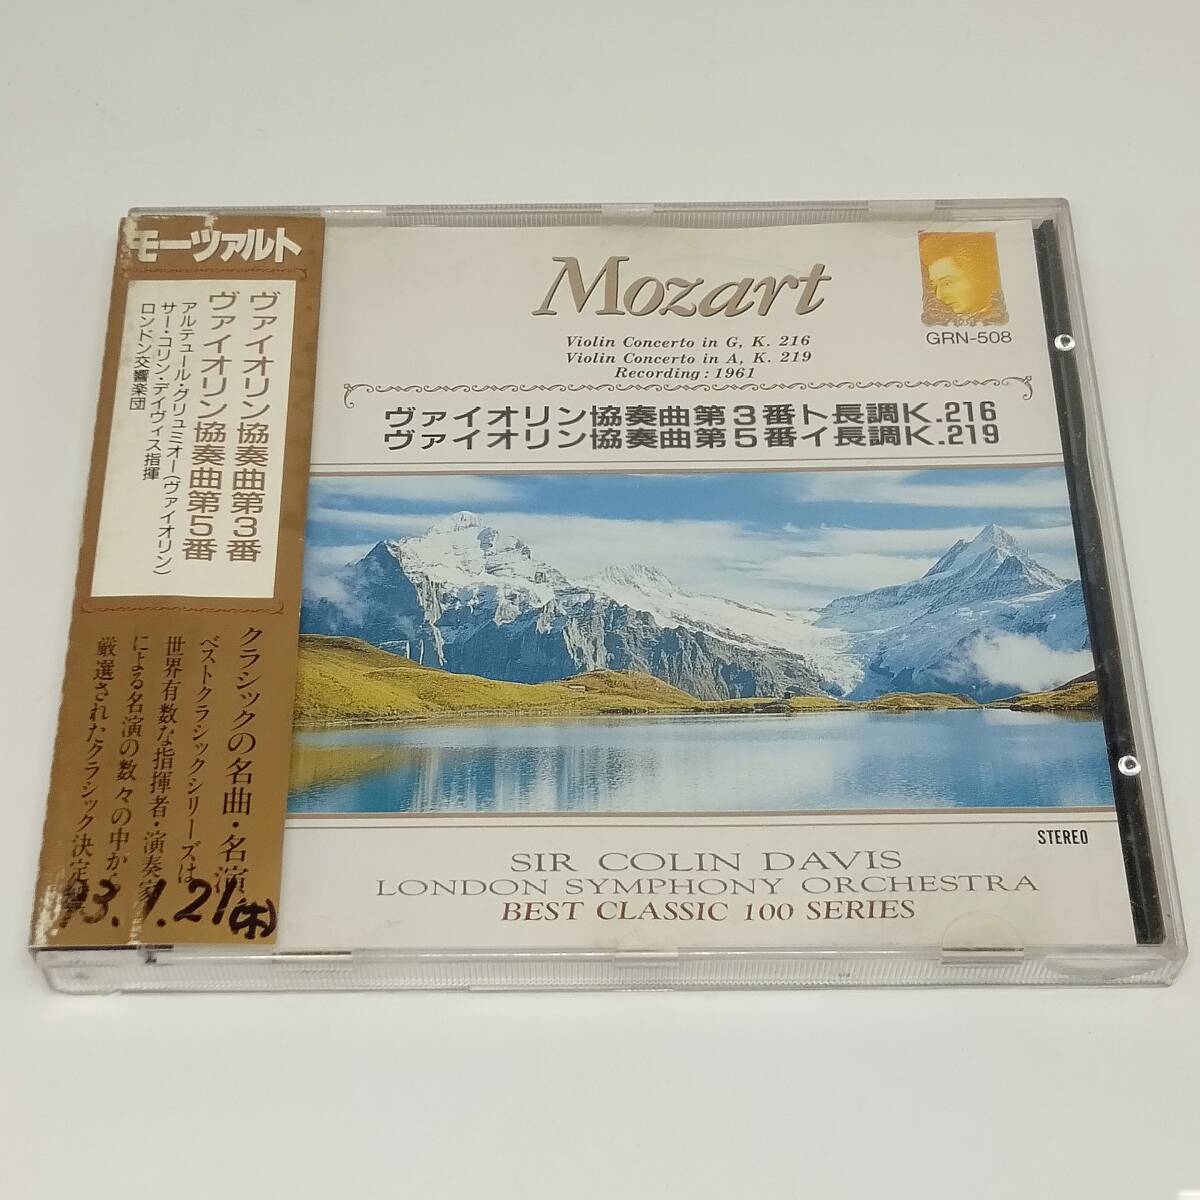 モーツァルト
ヴァイオリン協奏曲第3番
ヴァイオリン協奏曲第5番
アルテュール・グリュミオー(ヴァイオリン)
サー・コリン・デイヴィス指揮
ロンドン交響楽団
クラシックの名曲・名演
ベストクラシックシリーズは
世界有数な指揮者・演奏家
による名演の数々の中か
厳選されたクラシック決定
93.1.21(木)
Mozart
Violin Concerto in G, K. 216
Violin Concerto in A, K. 219
Recording : 1961
GRN-508
ヴァイオリン協奏曲第3番ト長調K.216
ヴァイオリン協奏曲第5番イ長調K.219
STEREO
SIR COLIN DAVIS
LONDON SYMPHONY ORCHESTRA
BEST CLASSIC 100 SERIES